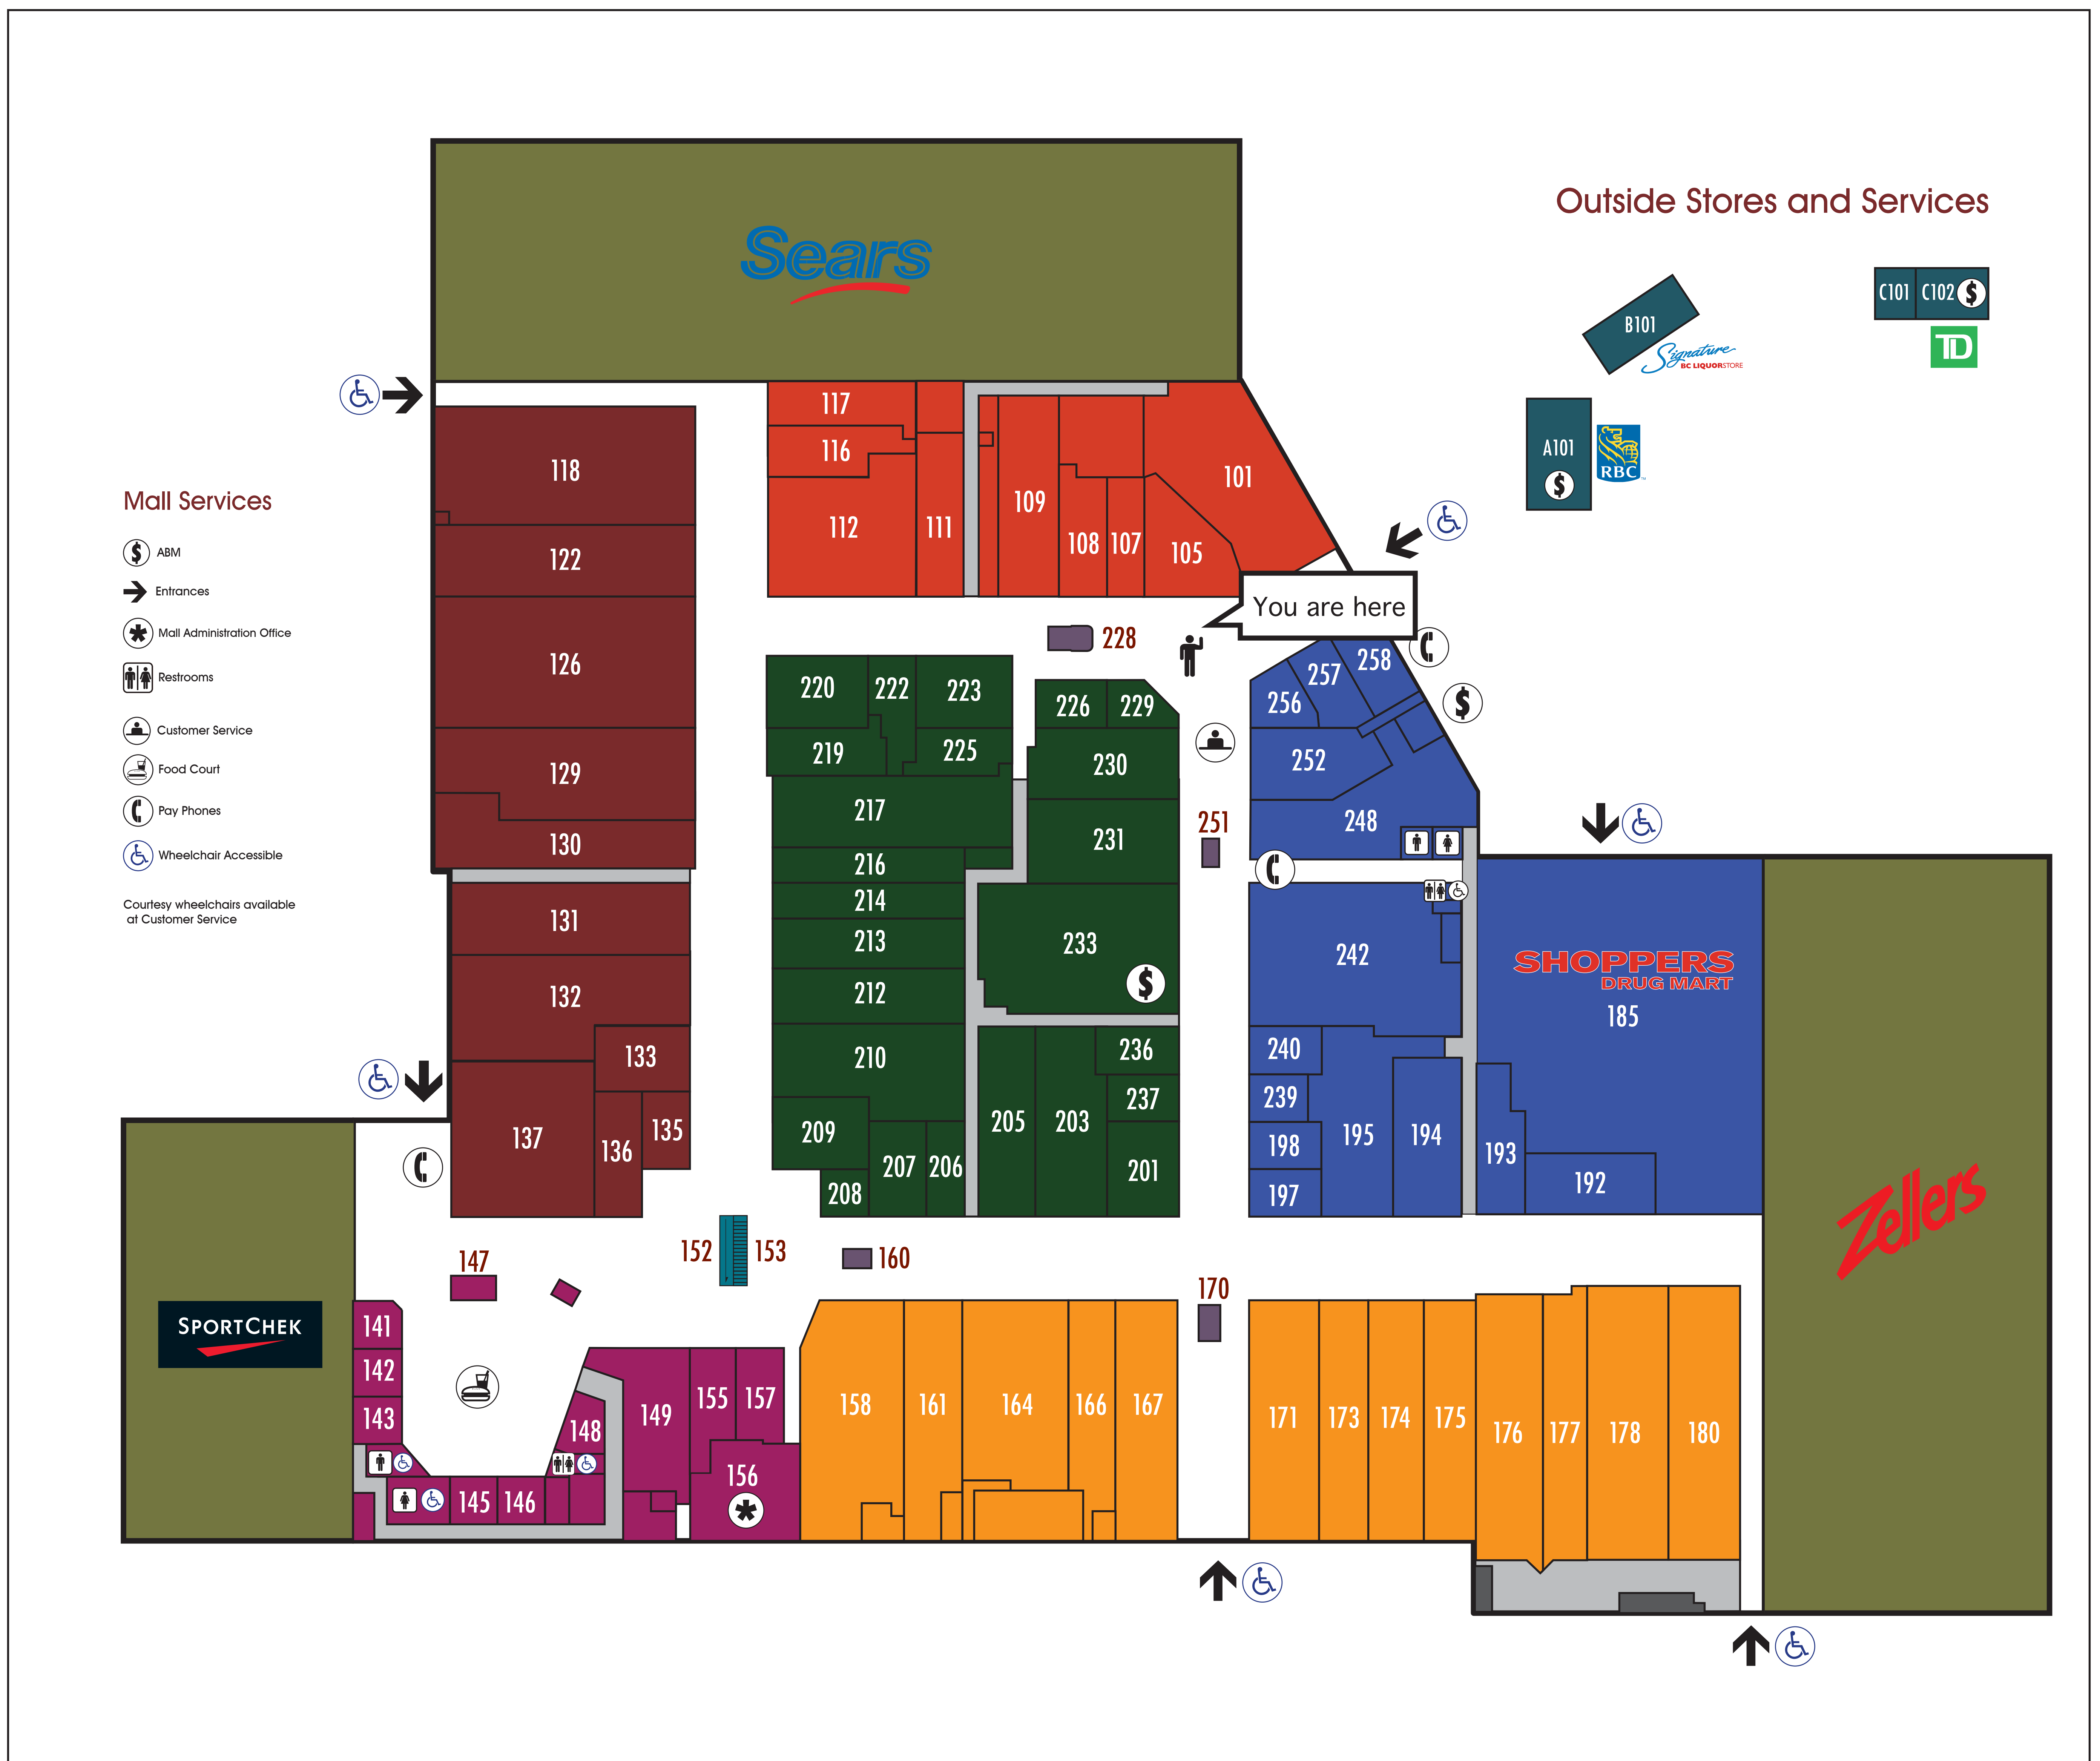 Outside Stores and Services
Sears
C101 C102 $
B101
Signature
BC LIQUORSTORE
TD
A101
$
RBC
117
116
101
118
109
112 111
108 107 105
122
Mall Services
$ ABM
Entrances
Mall Administration Office
Restrooms
Customer Service
Food Court
Pay Phones
Wheelchair Accessible
Courtesy wheelchairs available
at Customer Service
You are here
228
126
220 222 223
226 229
256 257 258
$
219 225
230
252
129
217
251
248
231
130
216
214
131
213
233
242
SHOPPERS
DRUG MART
185
132
212
$
133
210
236
240
237
239
137 136 135
209
207 206
208
205 203
201
198
197
195 194
193 192
Zellers
147
152 153
160
170
SPORTCHEK
141
142
143
148
149
155 157
158 161 164 166 167
171 173 174 175 176 177 178 180
145 146
156